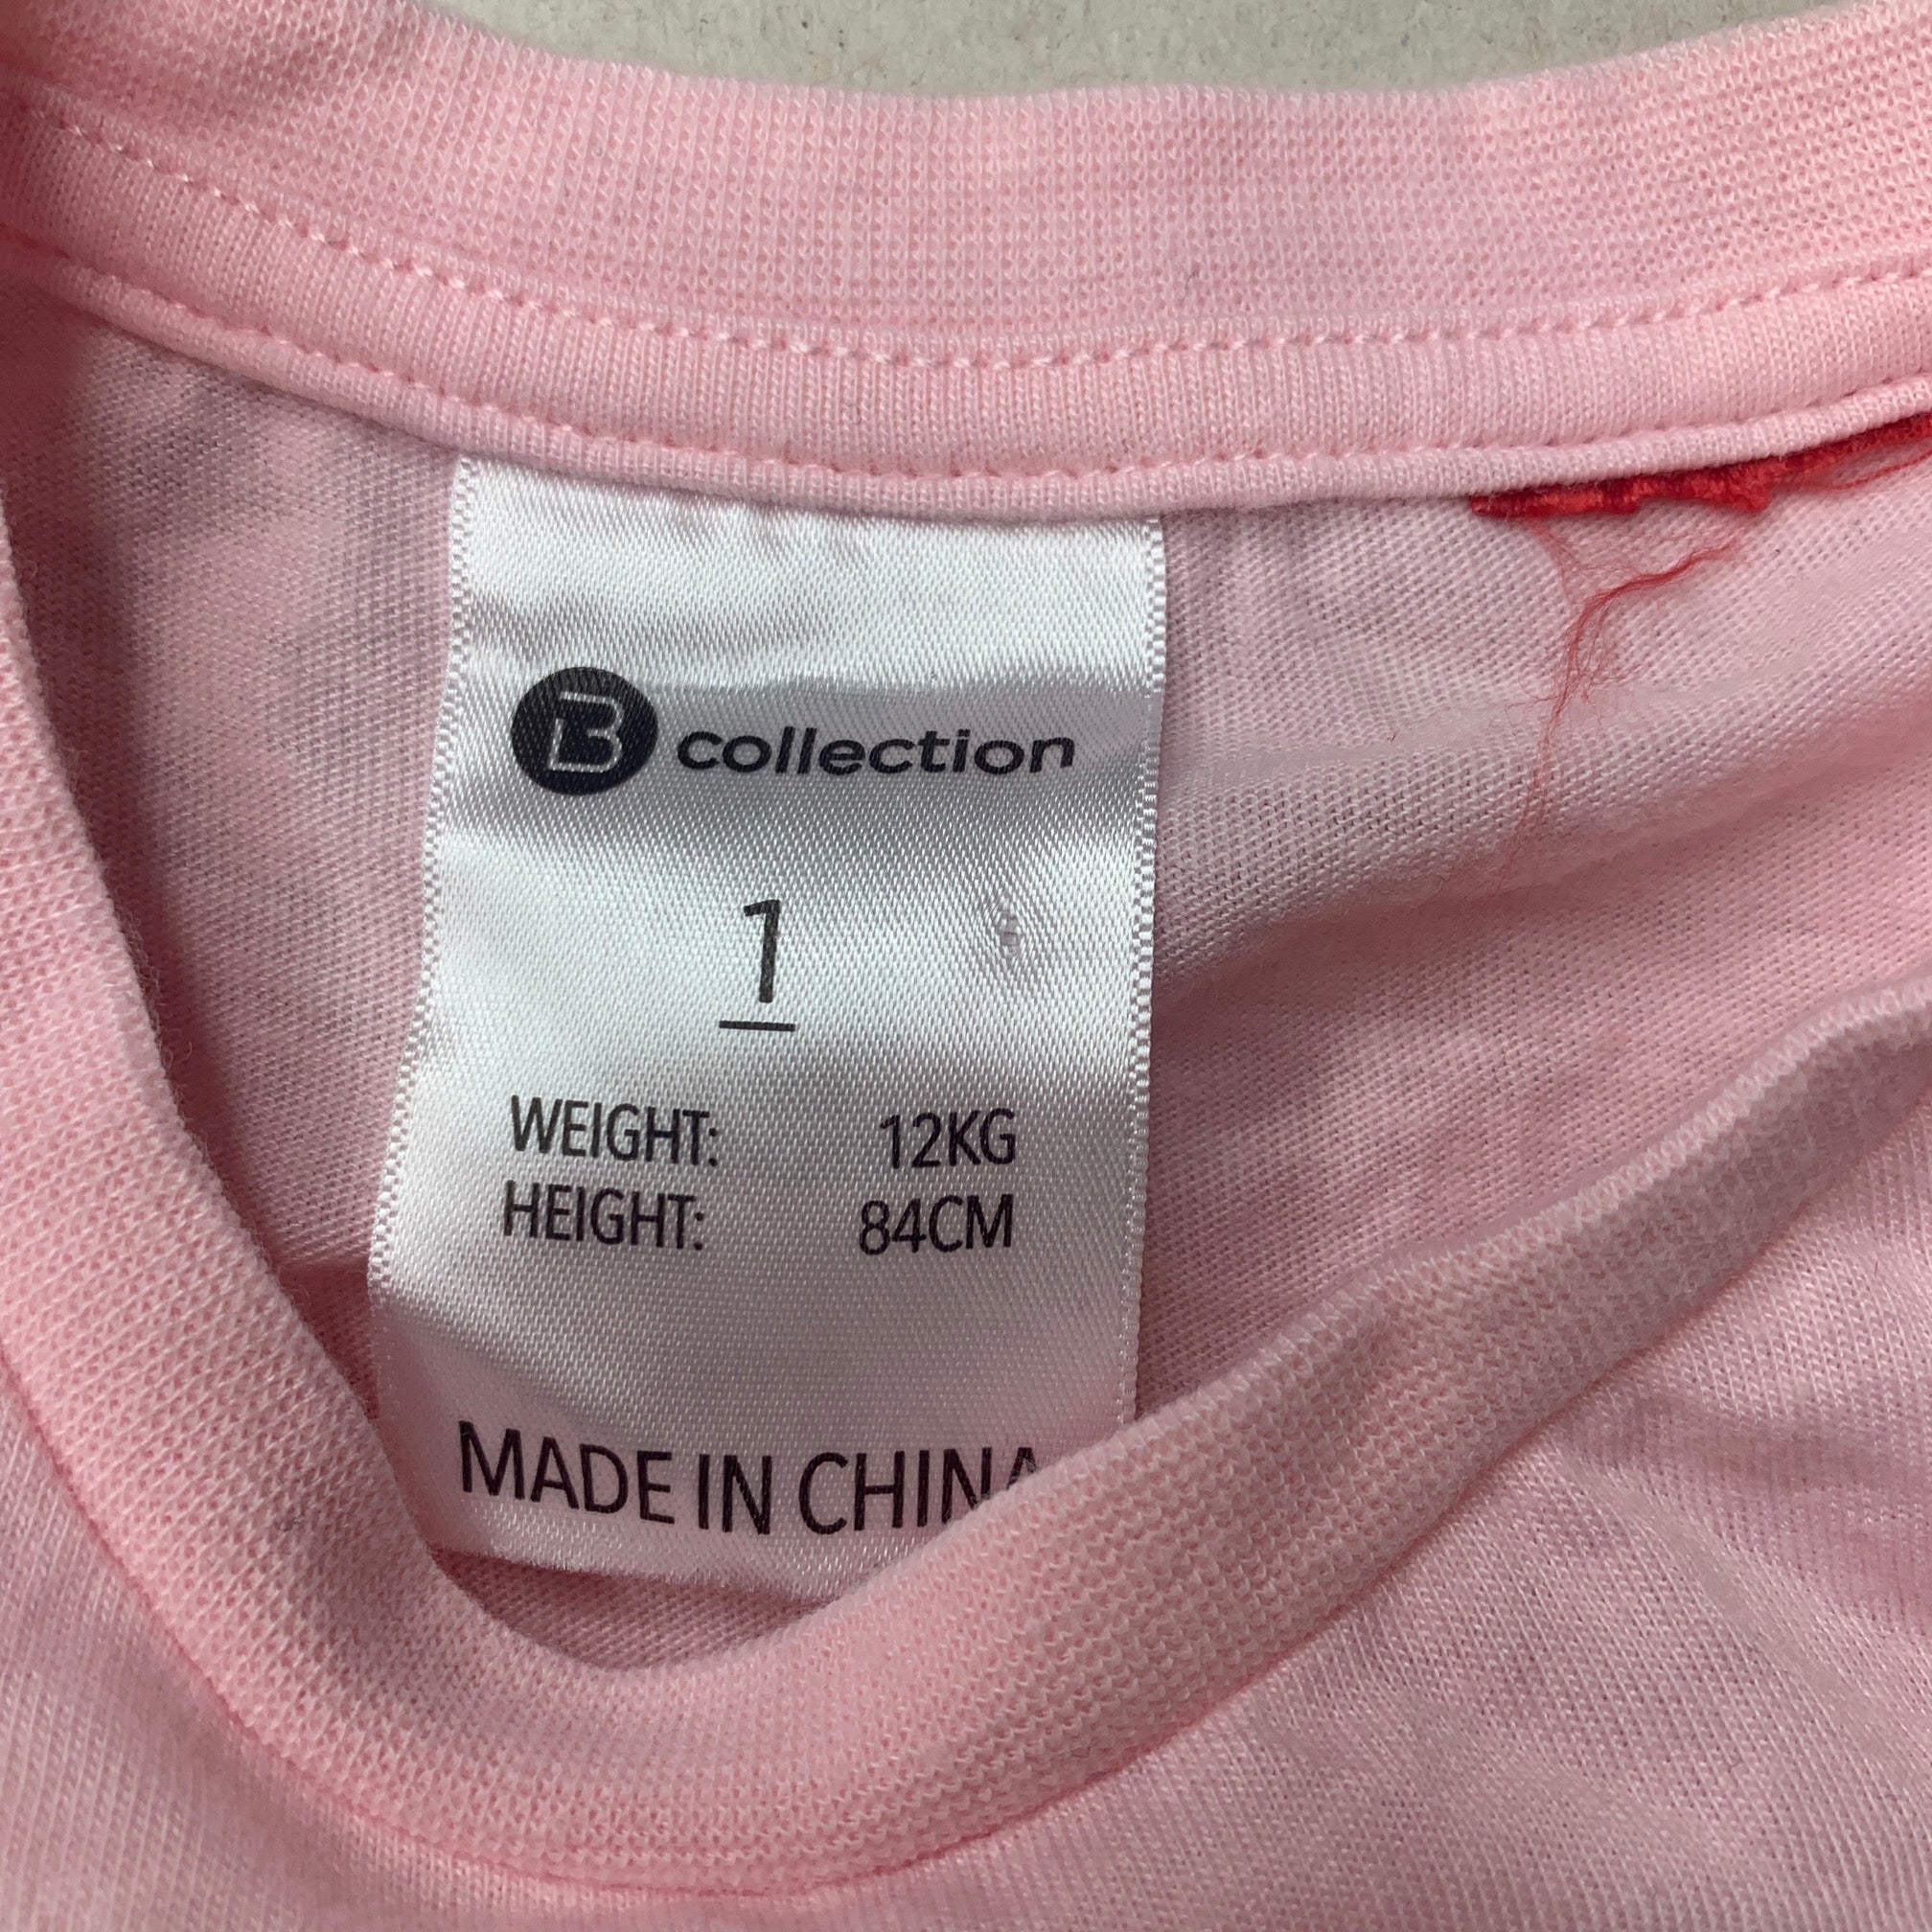 B collection
1
WEIGHT: 12KG
HEIGHT: 84CM
MADE IN CHINA